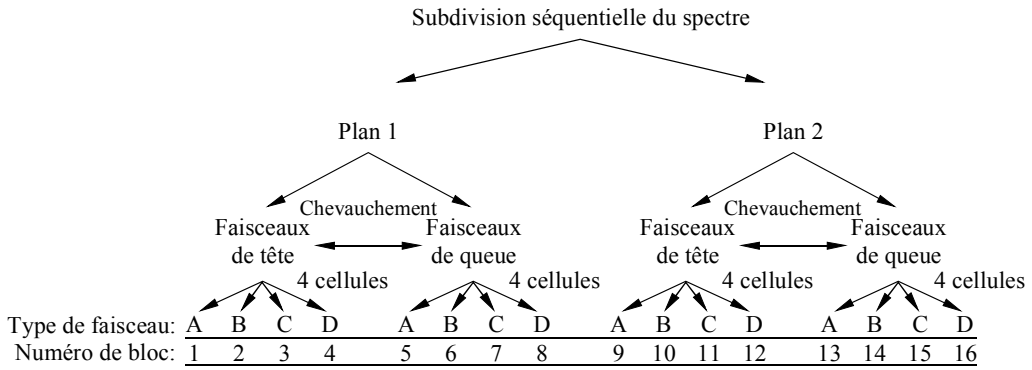 Subdivision séquentielle du spectre
Plan 1 Plan 2
Chevauchement Chevauchement
Faisceaux Faisceaux Faisceaux Faisceaux
de tête de queue de tête de queue
4 cellules 4 cellules 4 cellules 4 cellules
Type de faisceau: A B C D A B C D A B C D A B C D
Numéro de bloc: 1 2 3 4 5 6 7 8 9 10 11 12 13 14 15 16